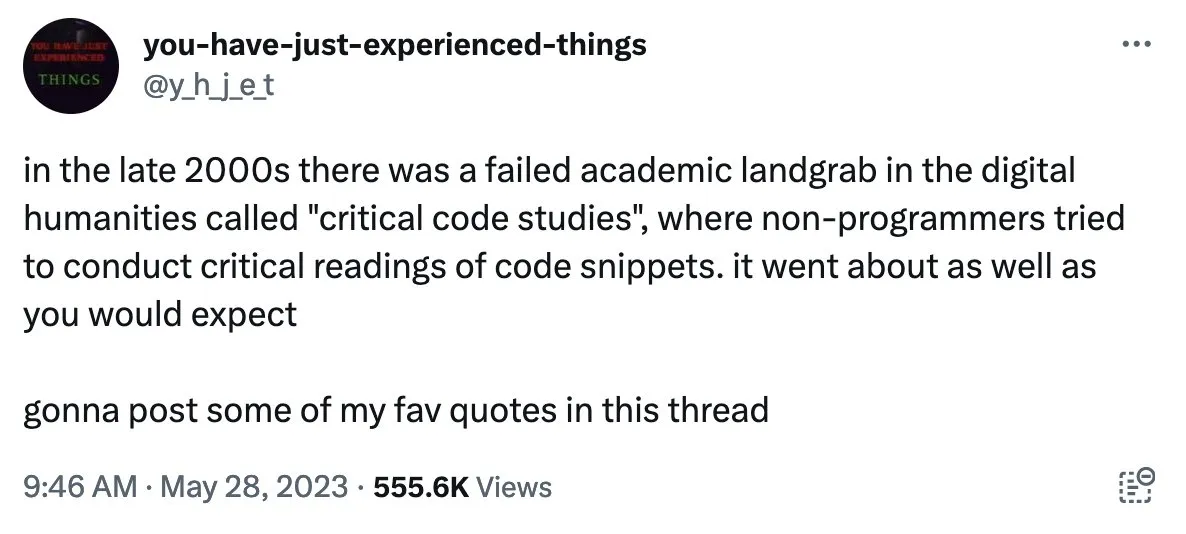 YOU HAVE JUST
EXPERIENCED
THINGS
you-have-just-experienced-things
@y_h_j_e_t
in the late 2000s there was a failed academic landgrab in the digital
humanities called "critical code studies", where non-programmers tried
to conduct critical readings of code snippets. it went about as well as
you would expect
gonna post some of my fav quotes in this thread
9:46 AM · May 28, 2023 · 555.6K Views